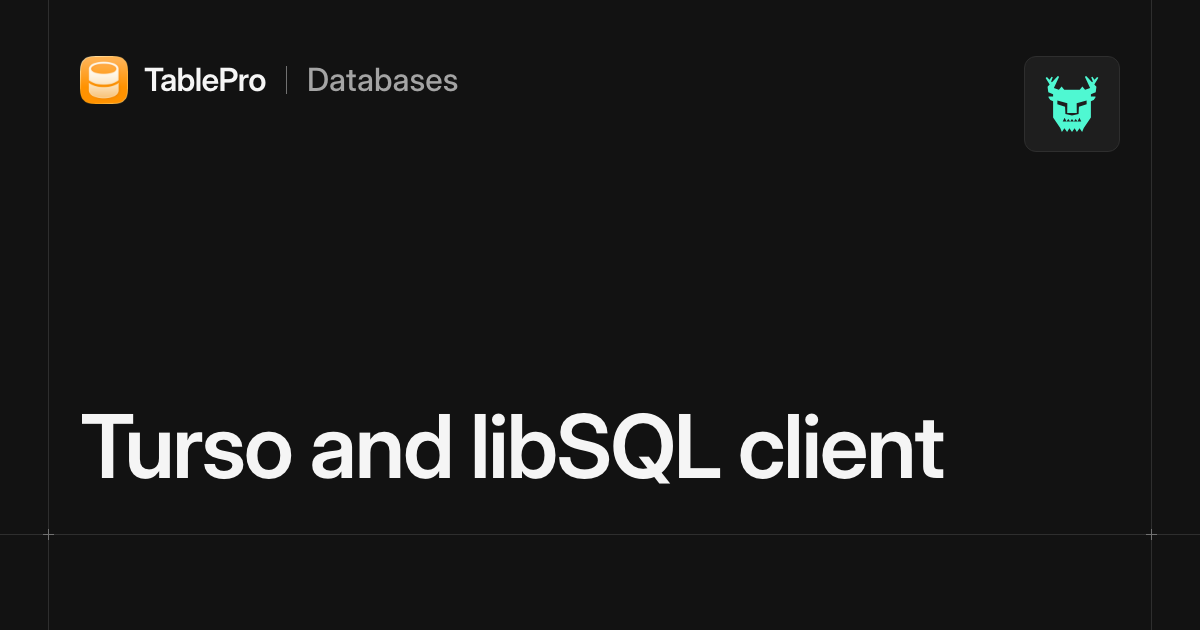 TablePro | Databases
Turso and libSQL client